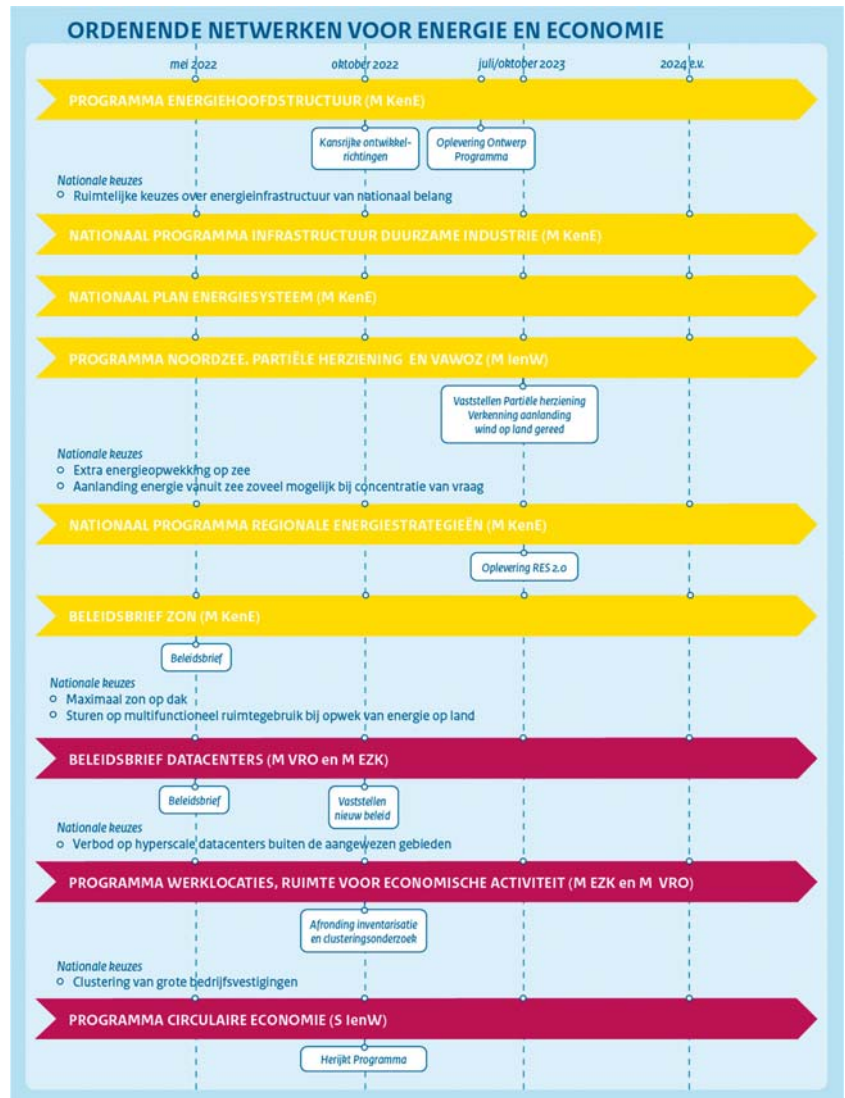 ORDENENDE NETWERKEN VOOR ENERGIE EN ECONOMIE
mei 2022
oktober 2022
juli/oktober 2023
2024 e.v.
PROGRAMMA ENERGIEHOOFDSTRUCTUUR (M KenE)
Kansrijke ontwikkel-
richtingen
Oplevering Ontwerp
Programma
Nationale keuzes
Ruimtelijke keuzes over energieinfrastructuur van nationaal belang
NATIONAAL PROGRAMMA INFRASTRUCTUUR DUURZAME INDUSTRIE (M KenE)
NATIONAAL PLAN ENERGIESYSTEEM (M KenE)
PROGRAMMA NOORDZEE. PARTIËLE HERZIENING EN VAWOZ (M IenW)
Vaststellen Partiële herziening
Verkenning aanlanding
wind op land gereed
Nationale keuzes
Extra energieopwekking op zee
Aanlanding energie vanuit zee zoveel mogelijk bij concentratie van vraag
NATIONAAL PROGRAMMA REGIONALE ENERGIESTRATEGIEËN (M KenE)
Oplevering RES 2.0
BELEIDSBRIEF ZON (M KenE)
Beleidsbrief
Nationale keuzes
Maximaal zon op dak
Sturen op multifunctioneel ruimtegebruik bij opwek van energie op land
BELEIDSBRIEF DATACENTERS (M VRO en M EZK)
Beleidsbrief
Vaststellen
nieuw beleid
Nationale keuzes
Verbod op hyperscale datacenters buiten de aangewezen gebieden
PROGRAMMA WERKLOCATIES, RUIMTE VOOR ECONOMISCHE ACTIVITEIT (M EZK en M VRO)
Afronding inventarisatie
en clusteringsonderzoek
Nationale keuzes
Clustering van grote bedrijfsvestigingen
PROGRAMMA CIRCULAIRE ECONOMIE (S IenW)
Herijkt Programma